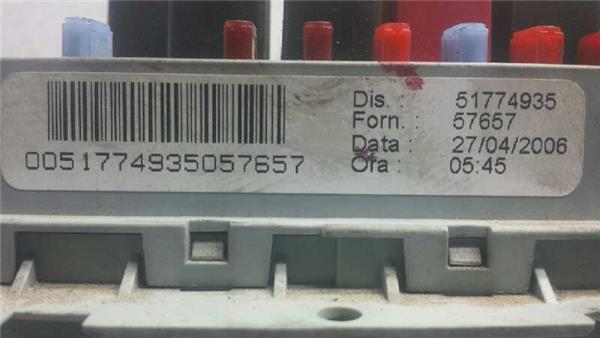 Dis. : 51774935
Forn. : 57657
Data : 27/04/2006
Ora : 05:45
0051774935057657